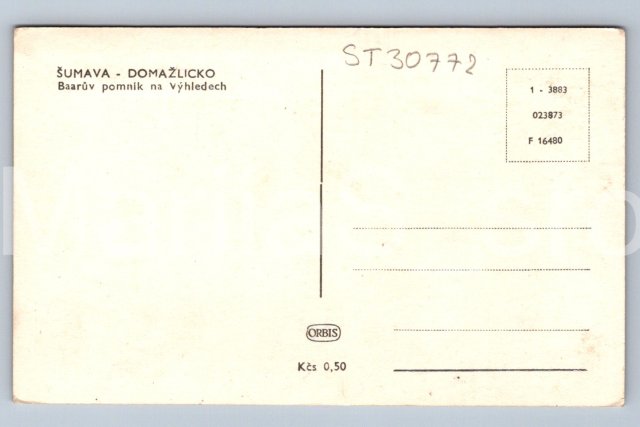 ŠUMAVA - DOMAŽLICKO
Baarův pomník na Výhledech
ST30772
1 - 3883
023873
F 16480
ORBIS
Kčs 0,50